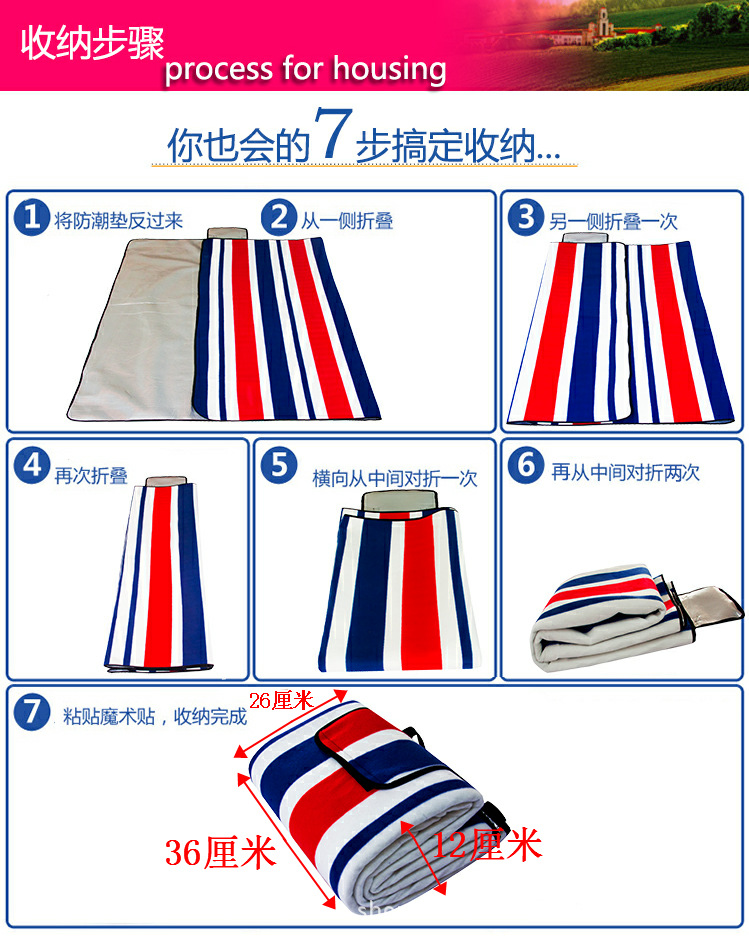 收纳步骤
process for housing
你也会的7步搞定收纳...
1 将防潮垫反过来
2 从一侧折叠
3 另一侧折叠一次
4 再次折叠
5 横向从中间对折一次
6 再从中间对折两次
7 粘贴魔术贴，收纳完成
26厘米
36厘米
12厘米